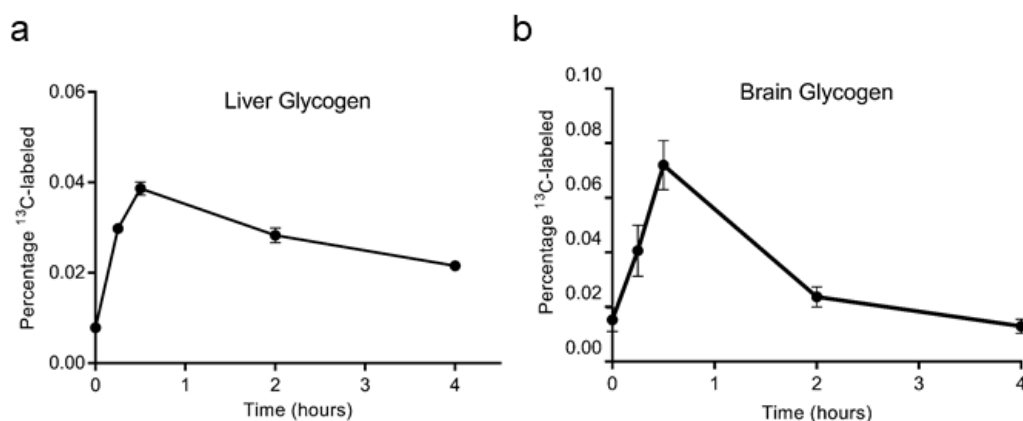 a
Liver Glycogen
Percentage ¹³C-labeled
0.06
0.04
0.02
0.00
0 1 2 3 4
Time (hours)
b
Brain Glycogen
Percentage ¹³C-labeled
0.10
0.08
0.06
0.04
0.02
0.00
0 1 2 3 4
Time (hours)